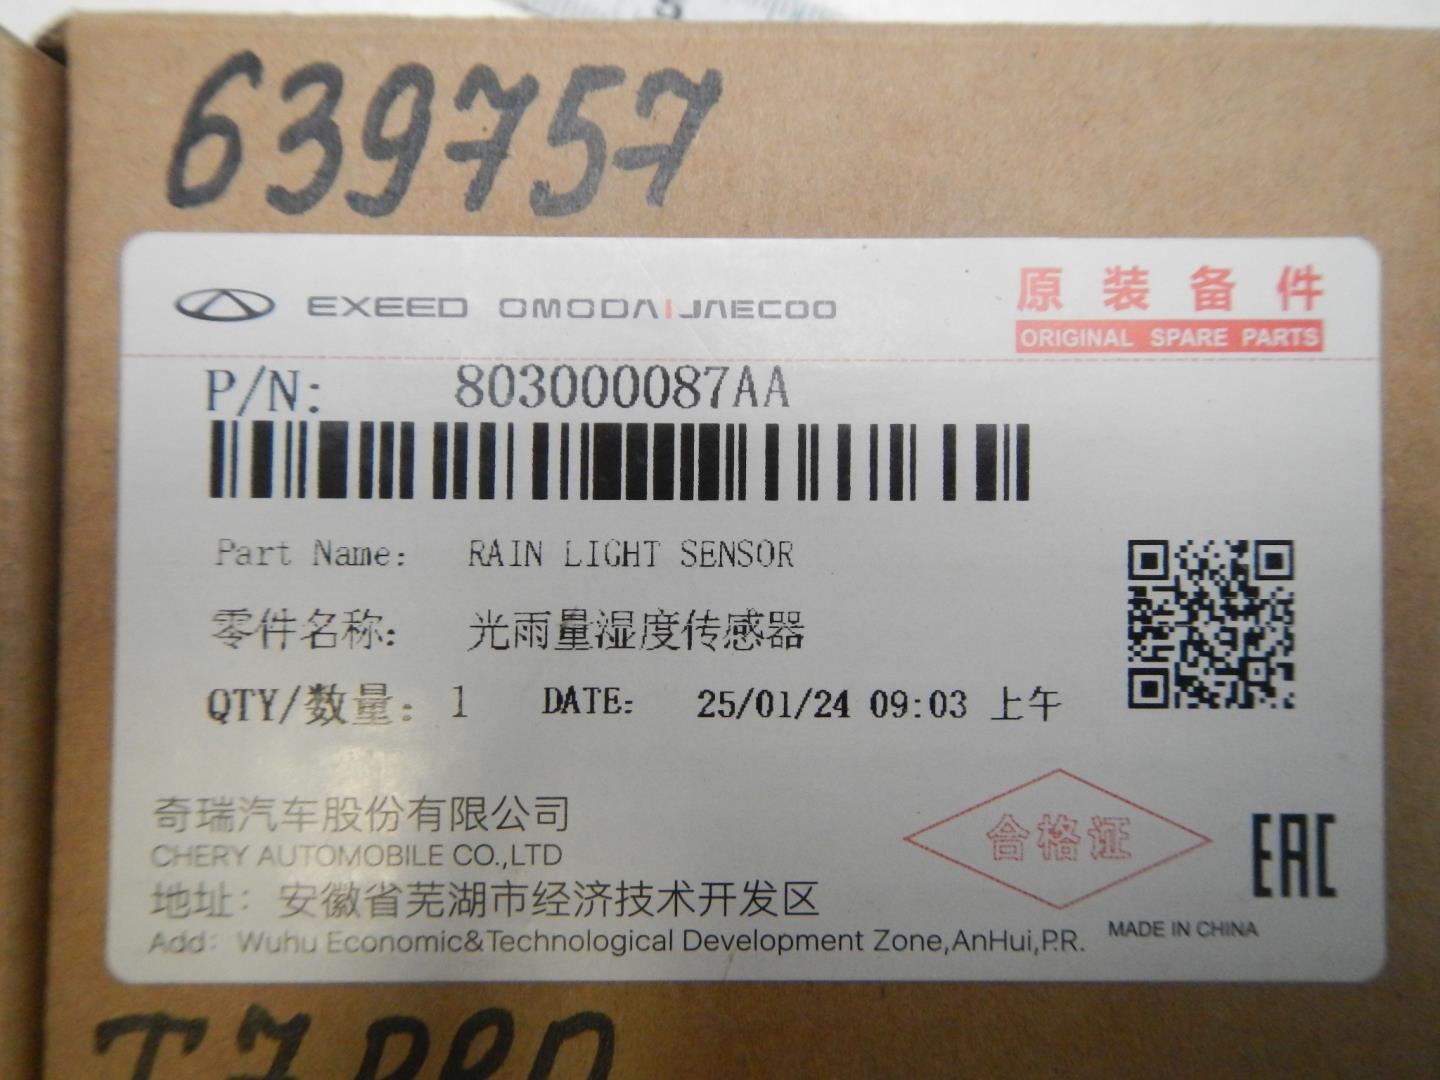 5
639757
EXEED OMODA|JAECOO
原装备件
ORIGINAL SPARE PARTS
P/N: 803000087AA
Part Name: RAIN LIGHT SENSOR
零件名称: 光雨量湿度传感器
QTY/数量: 1 DATE: 25/01/24 09:03 上午
奇瑞汽车股份有限公司
CHERY AUTOMOBILE CO.,LTD
地址: 安徽省芜湖市经济技术开发区
Add: Wuhu Economic&Technological Development Zone,AnHui,P.R.
合格证
EAC
MADE IN CHINA
T7